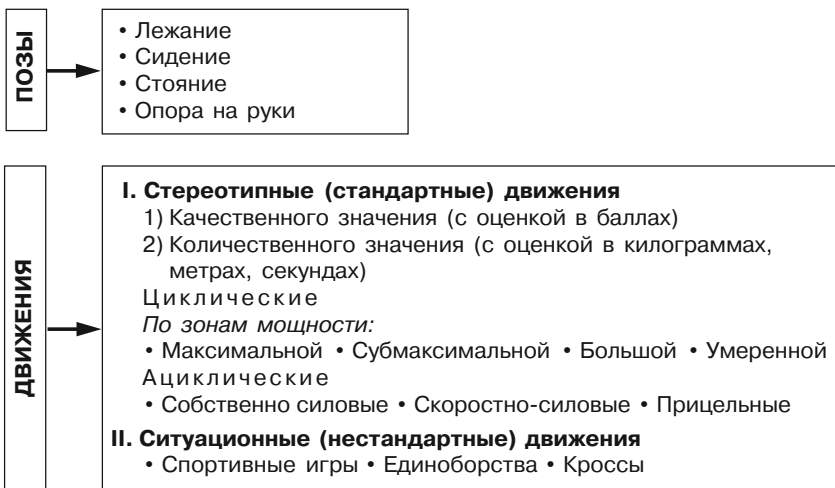 ПОЗЫ
• Лежание
• Сидение
• Стояние
• Опора на руки
ДВИЖЕНИЯ
I. Стереотипные (стандартные) движения
1) Качественного значения (с оценкой в баллах)
2) Количественного значения (с оценкой в килограммах,
метрах, секундах)
Циклические
По зонам мощности:
• Максимальной • Субмаксимальной • Большой • Умеренной
Ациклические
• Собственно силовые • Скоростно-силовые • Прицельные
II. Ситуационные (нестандартные) движения
• Спортивные игры • Единоборства • Кроссы